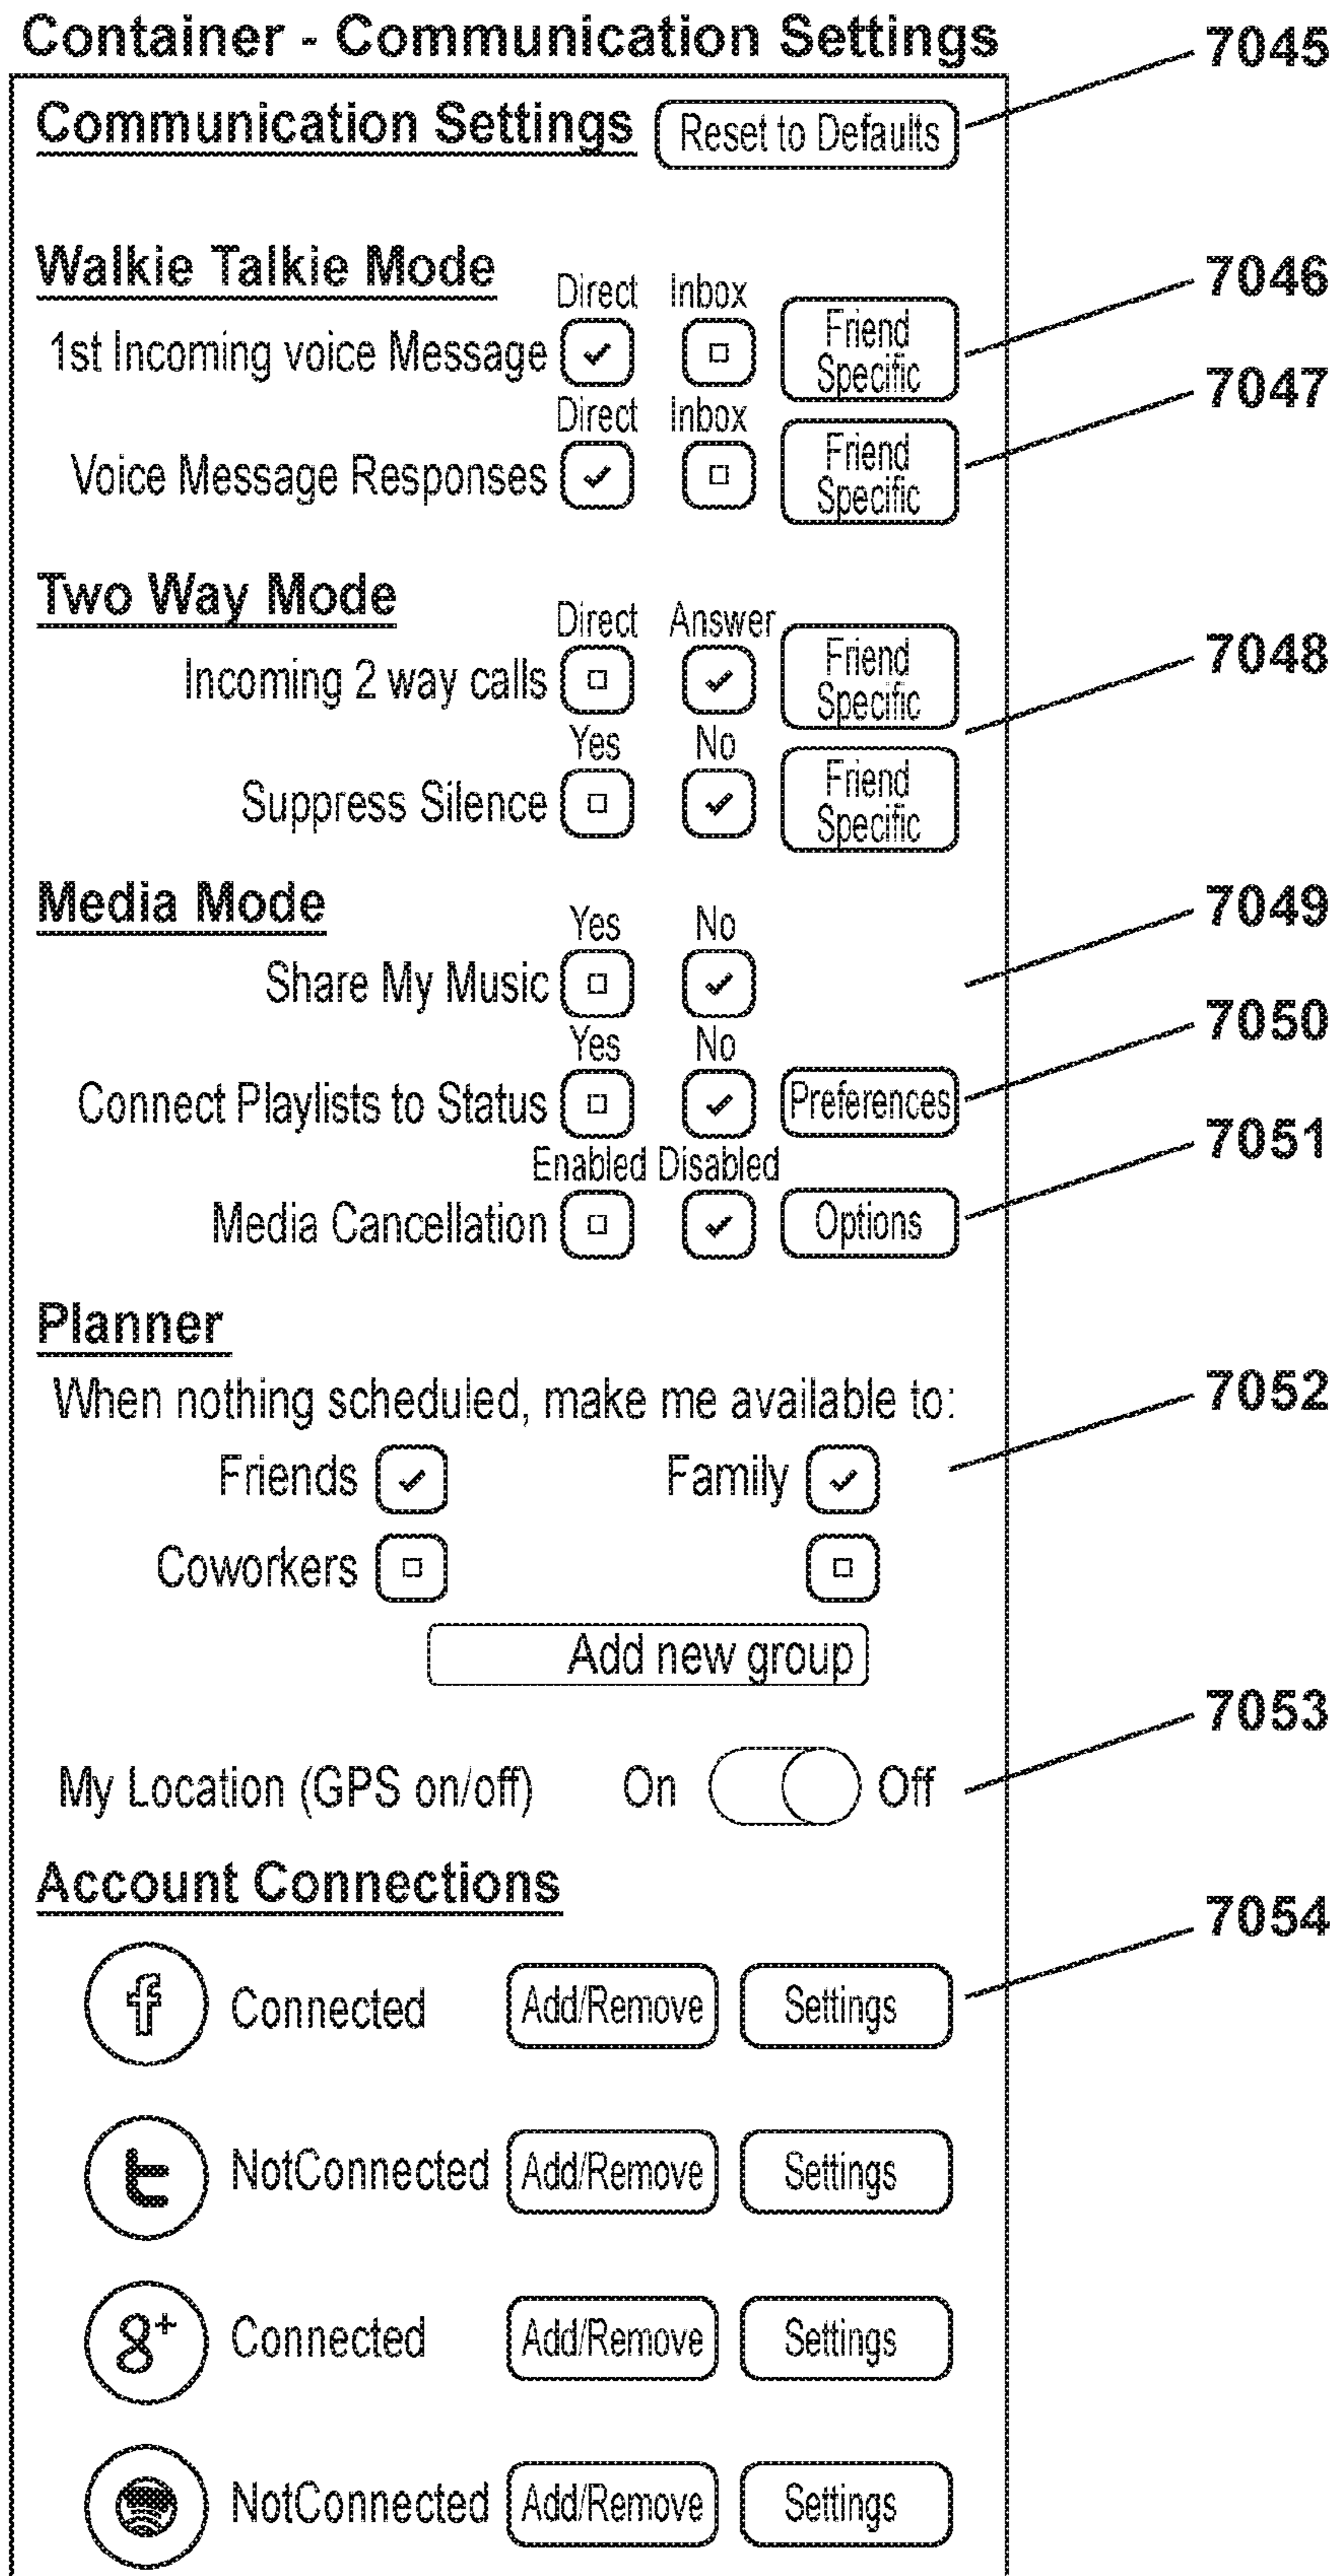 Container - Communication Settings
7045
Communication Settings Reset to Defaults
Walkie Talkie Mode
7046
Direct Inbox
1st Incoming voice Message Friend Specific
7047
Direct Inbox
Voice Message Responses Friend Specific
Two Way Mode
Direct Answer
7048
Incoming 2 way calls Friend Specific
Yes No
Suppress Silence Friend Specific
Media Mode
7049
Yes No
Share My Music
7050
Yes No
Connect Playlists to Status Preferences
7051
Enabled Disabled
Media Cancellation Options
Planner
7052
When nothing scheduled, make me available to:
Friends Family
Coworkers
Add new group
7053
My Location (GPS on/off) On Off
Account Connections
7054
f Connected Add/Remove Settings
t NotConnected Add/Remove Settings
g+ Connected Add/Remove Settings
NotConnected Add/Remove Settings